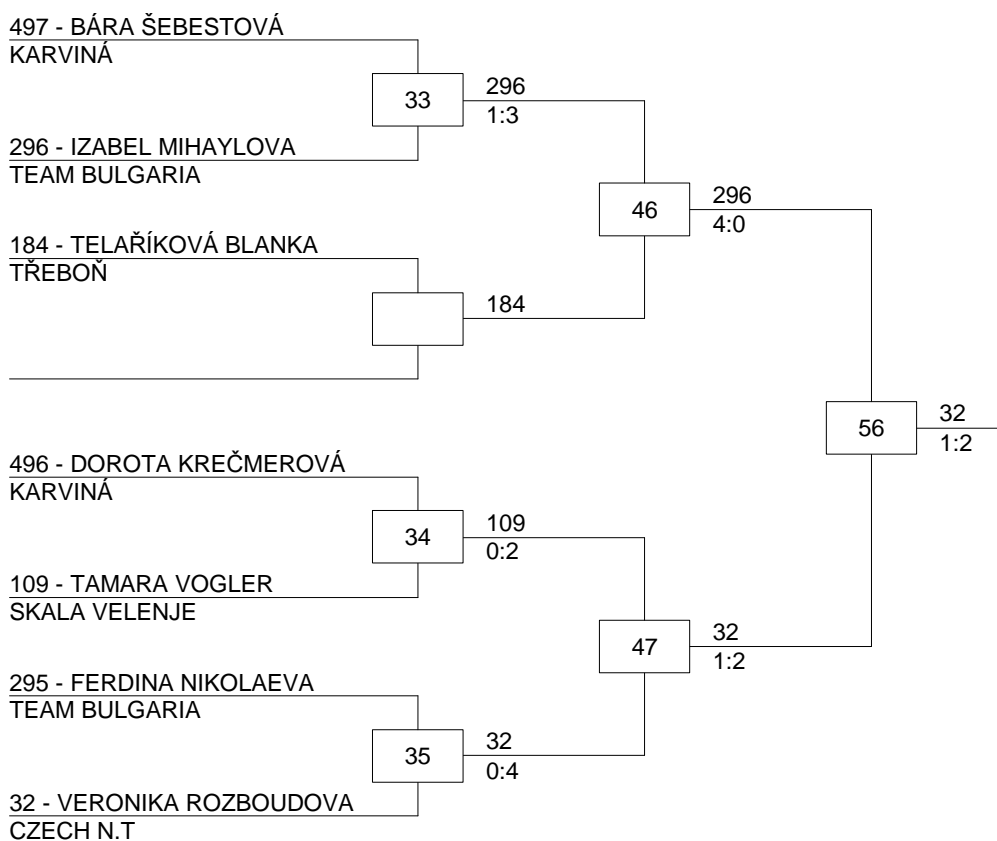 497 - BÁRA ŠEBESTOVÁ
KARVINÁ
33
296
1:3
296 - IZABEL MIHAYLOVA
TEAM BULGARIA
46
296
4:0
184 - TELAŘÍKOVÁ BLANKA
TŘEBOŇ
184
56
32
1:2
496 - DOROTA KREČMEROVÁ
KARVINÁ
34
109
0:2
109 - TAMARA VOGLER
SKALA VELENJE
47
32
1:2
295 - FERDINA NIKOLAEVA
TEAM BULGARIA
35
32
0:4
32 - VERONIKA ROZBOUDOVA
CZECH N.T